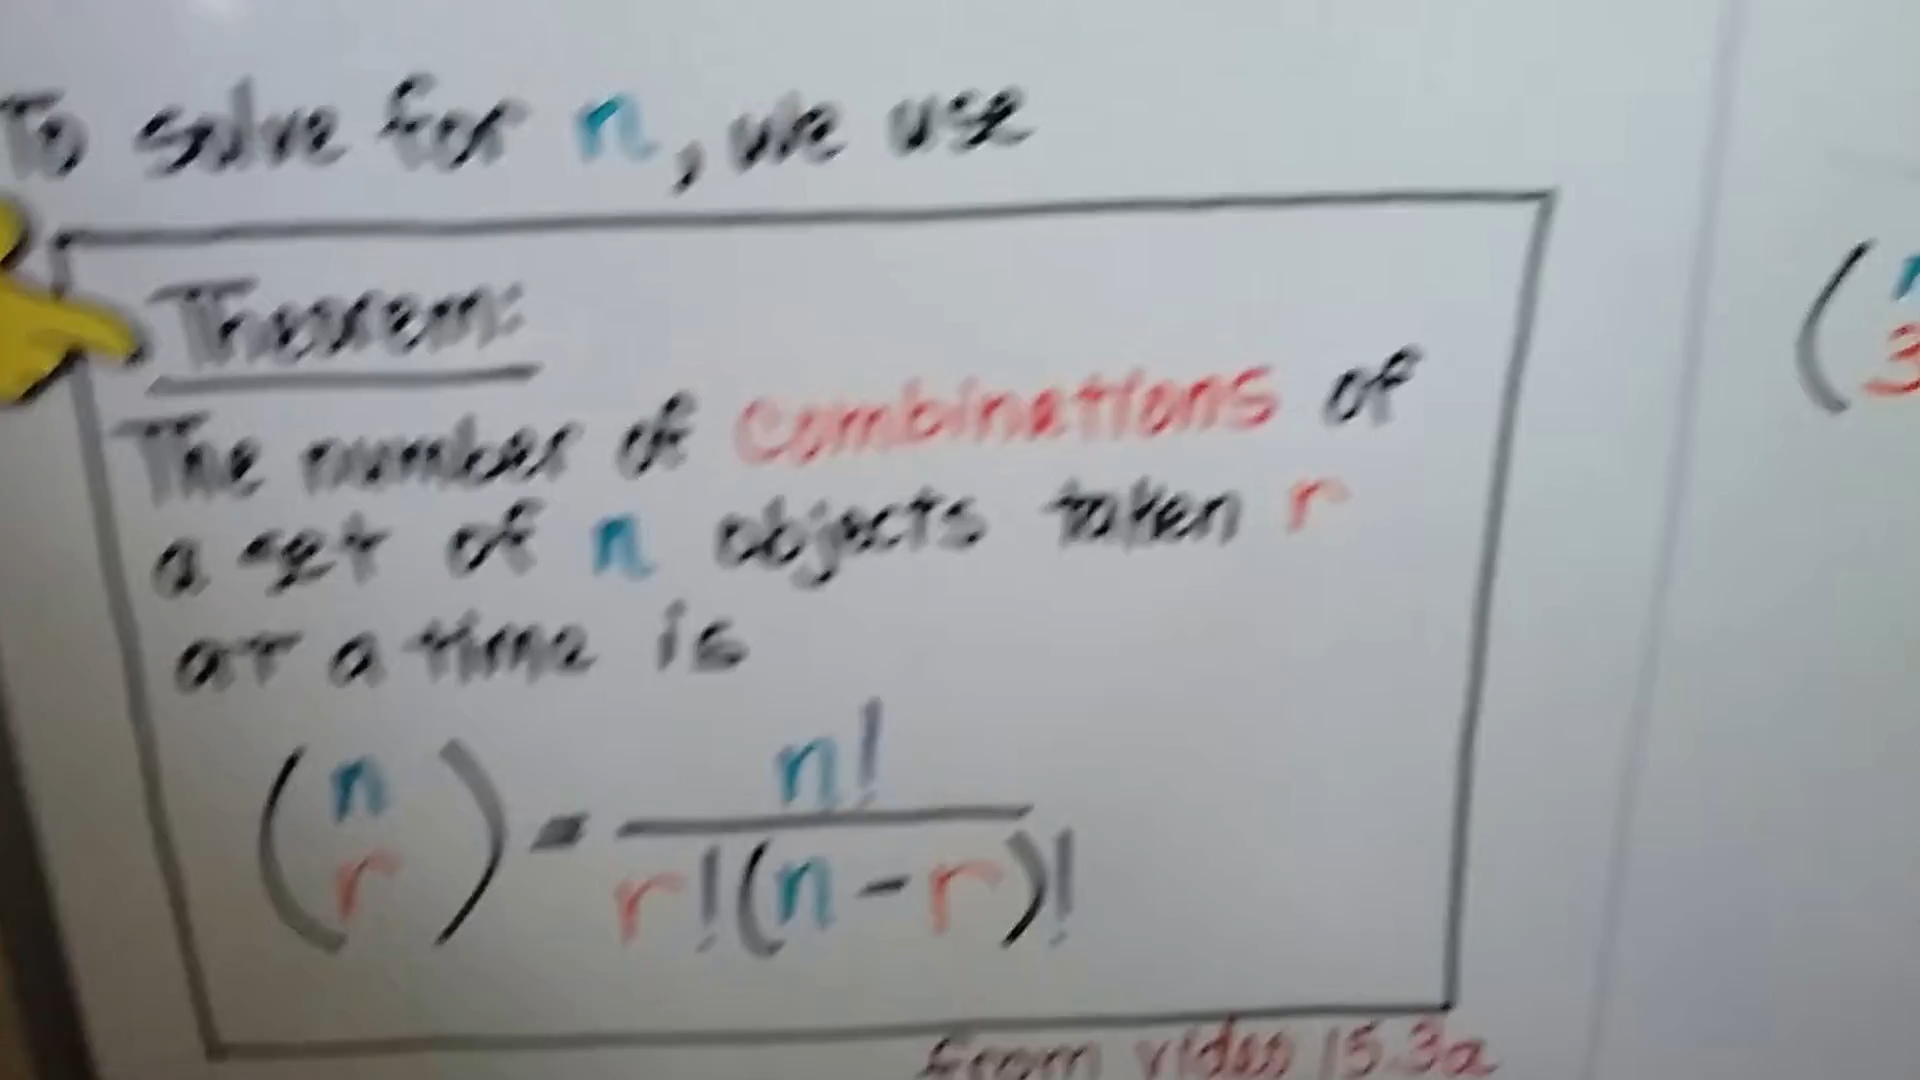 To solve for n, we use
Theorem:
The number of combinations of
a set of n objects taken r
at a time is
(n r) = n! / r!(n-r)!
from video 15.3a
(n
3